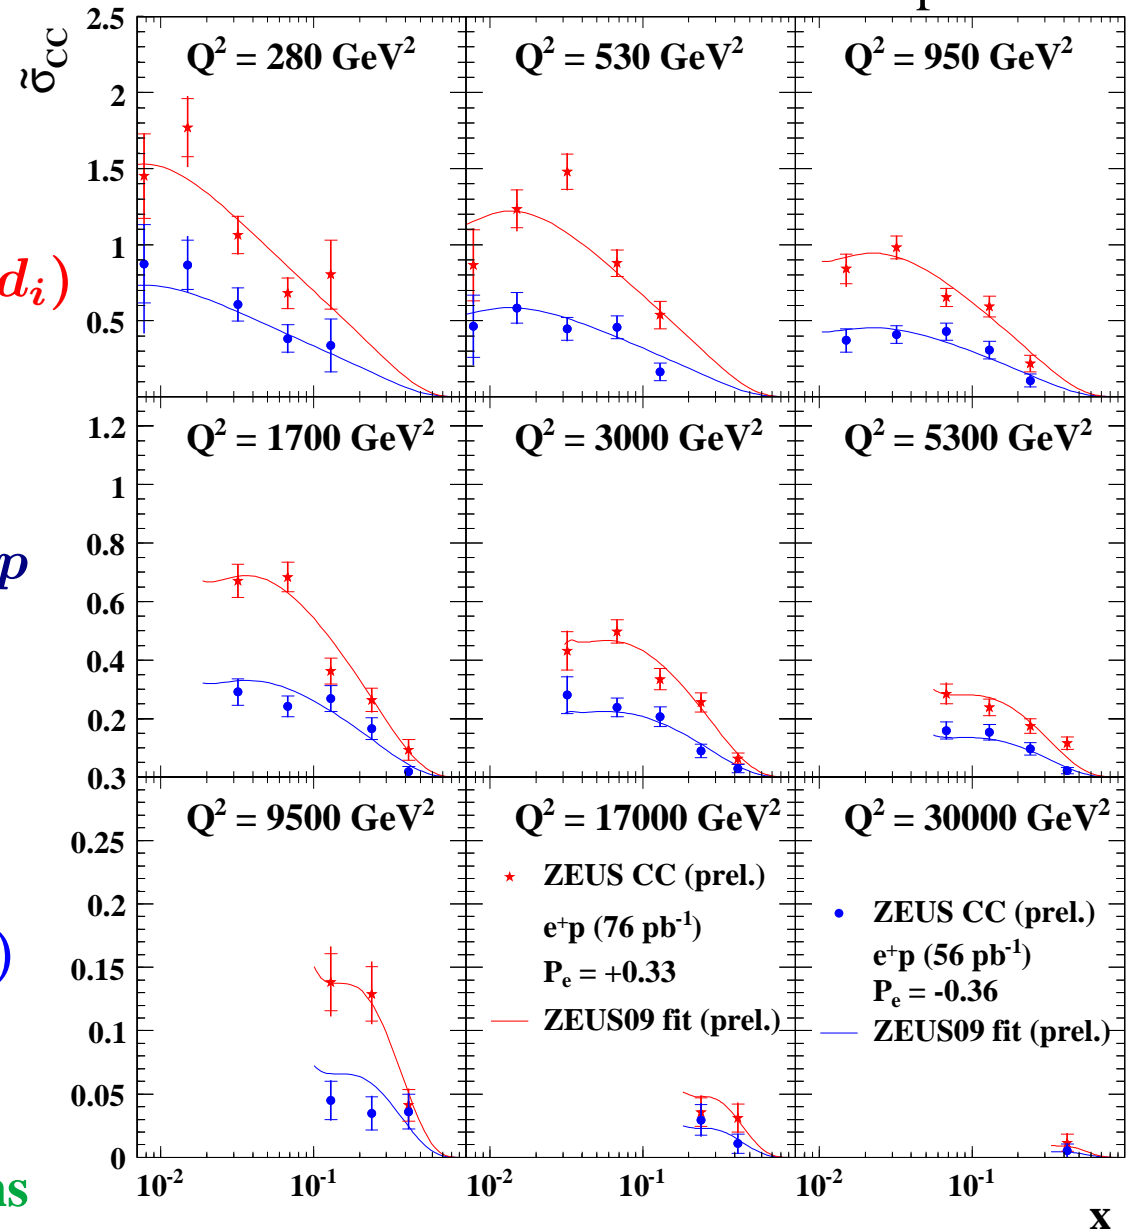 p
σ̃CC
2.5
2
1.5
1
0.5
Q² = 280 GeV²
Q² = 530 GeV²
Q² = 950 GeV²
dᵢ)
1.2
1
0.8
0.6
0.4
0.2
0.3
Q² = 1700 GeV²
Q² = 3000 GeV²
Q² = 5300 GeV²
p
0.25
0.2
0.15
0.1
0.05
0
Q² = 9500 GeV²
Q² = 17000 GeV²
ZEUS CC (prel.)
e⁺p (76 pb⁻¹)
Pₑ = +0.33
ZEUS09 fit (prel.)
Q² = 30000 GeV²
ZEUS CC (prel.)
e⁺p (56 pb⁻¹)
Pₑ = -0.36
ZEUS09 fit (prel.)
)
10⁻² 10⁻¹ 10⁻² 10⁻¹ 10⁻² 10⁻¹
x